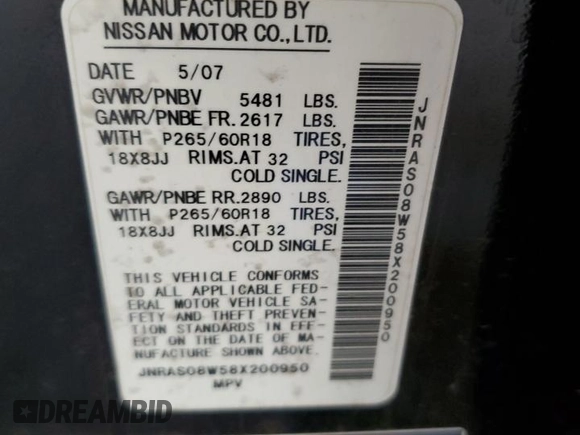 MANUFACTURED BY
NISSAN MOTOR CO.,LTD.
DATE 5/07
GVWR/PNBV 5481 LBS.
GAWR/PNBE FR.2617 LBS.
WITH P265/60R18 TIRES,
18X8JJ RIMS.AT 32 PSI
COLD SINGLE.
GAWR/PNBE RR.2890 LBS.
WITH P265/60R18 TIRES,
18X8JJ RIMS.AT 32 PSI
COLD SINGLE.
THIS VEHICLE CONFORMS
TO ALL APPLICABLE FED-
ERAL MOTOR VEHICLE SA-
FETY AND THEFT PREVEN-
TION STANDARDS IN EFF-
ECT ON THE DATE OF MA-
NUFACTURE SHOWN ABOVE.
JNRAS08W58X200950
MPV
JNRAS08W58X200950
DREAMBID